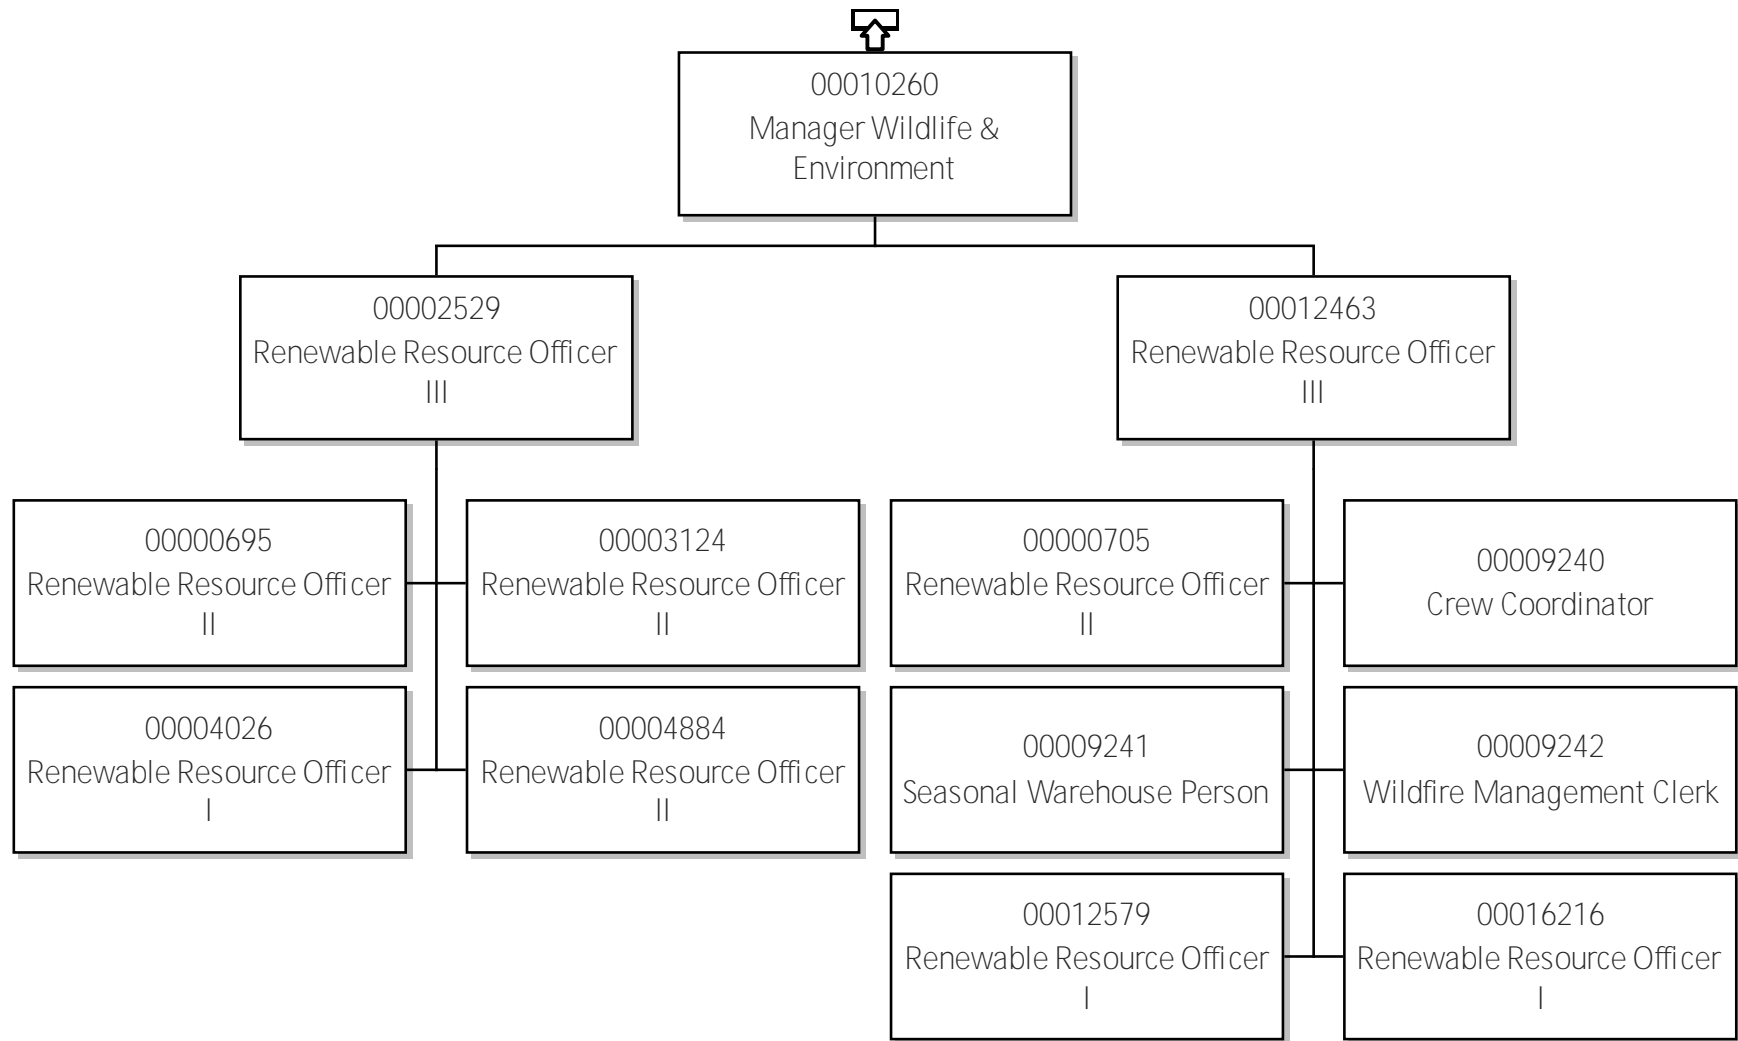 00010260
Manager Wildlife &
Environment
00002529
Renewable Resource Officer
III
00012463
Renewable Resource Officer
III
00000695
Renewable Resource Officer
II
00003124
Renewable Resource Officer
II
00000705
Renewable Resource Officer
II
00009240
Crew Coordinator
00004026
Renewable Resource Officer
I
00004884
Renewable Resource Officer
II
00009241
Seasonal Warehouse Person
00009242
Wildfire Management Clerk
00012579
Renewable Resource Officer
I
00016216
Renewable Resource Officer
I